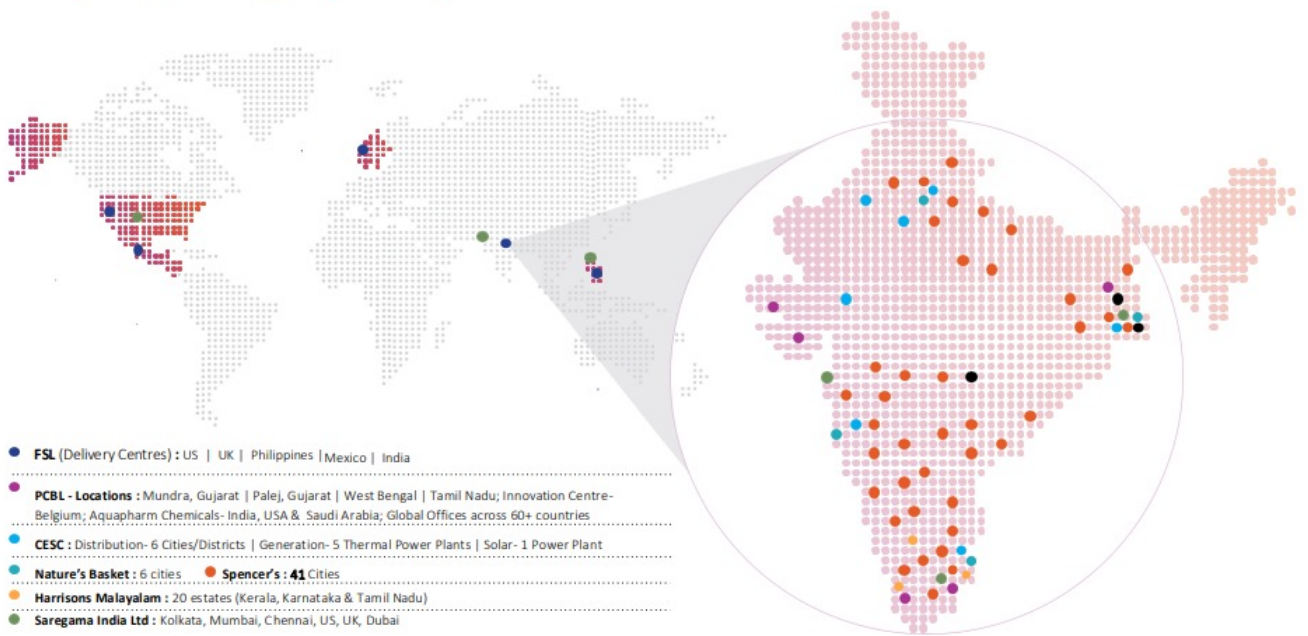 FSL (Delivery Centres) : US | UK | Philippines | Mexico | India
PCBL - Locations : Mundra, Gujarat | Palej, Gujarat | West Bengal | Tamil Nadu; Innovation Centre-
Belgium; Aquapharm Chemicals- India, USA & Saudi Arabia; Global Offices across 60+ countries
CESC : Distribution- 6 Cities/Districts | Generation- 5 Thermal Power Plants | Solar- 1 Power Plant
Nature's Basket : 6 cities Spencer's : 41 Cities
Harrisons Malayalam : 20 estates (Kerala, Karnataka & Tamil Nadu)
Saregama India Ltd : Kolkata, Mumbai, Chennai, US, UK, Dubai